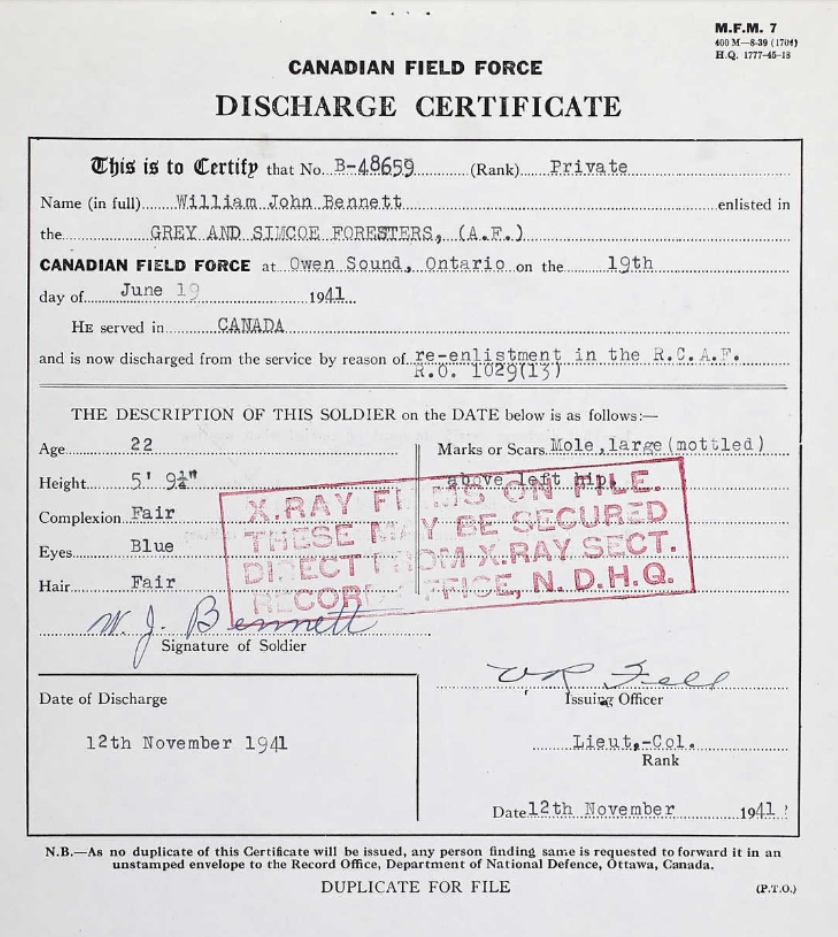 M.F.M. 7
400 M—8-39 (1704)
H.Q. 1777-45-18
CANADIAN FIELD FORCE
DISCHARGE CERTIFICATE
This is to Certify that No. B-48659 (Rank) Private
Name (in full) William John Bennett enlisted in
the GREY AND SIMCOE FORESTERS, (A.F.)
CANADIAN FIELD FORCE at Owen Sound, Ontario on the 19th
day of June 19 1941
HE served in CANADA
and is now discharged from the service by reason of re-enlistment in the R.C.A.F.
R.O. 1029(13)
THE DESCRIPTION OF THIS SOLDIER on the DATE below is as follows:—
Age 22
Height 5' 9½"
Complexion Fair
Eyes Blue
Hair Fair
Marks or Scars Mole, large (mottled)
above left hip.
X.RAY FILMS ON FILE.
THESE MAY BE SECURED
DIRECT FROM X.RAY SECT.
RECORD OFFICE, N.D.H.Q.
W. J. Bennett
Signature of Soldier
Fell
Issuing Officer
Date of Discharge
12th November 1941
Lieut.-Col.
Rank
Date 12th November 1941
N.B.—As no duplicate of this Certificate will be issued, any person finding same is requested to forward it in an
unstamped envelope to the Record Office, Department of National Defence, Ottawa, Canada.
DUPLICATE FOR FILE
(P.T.O.)